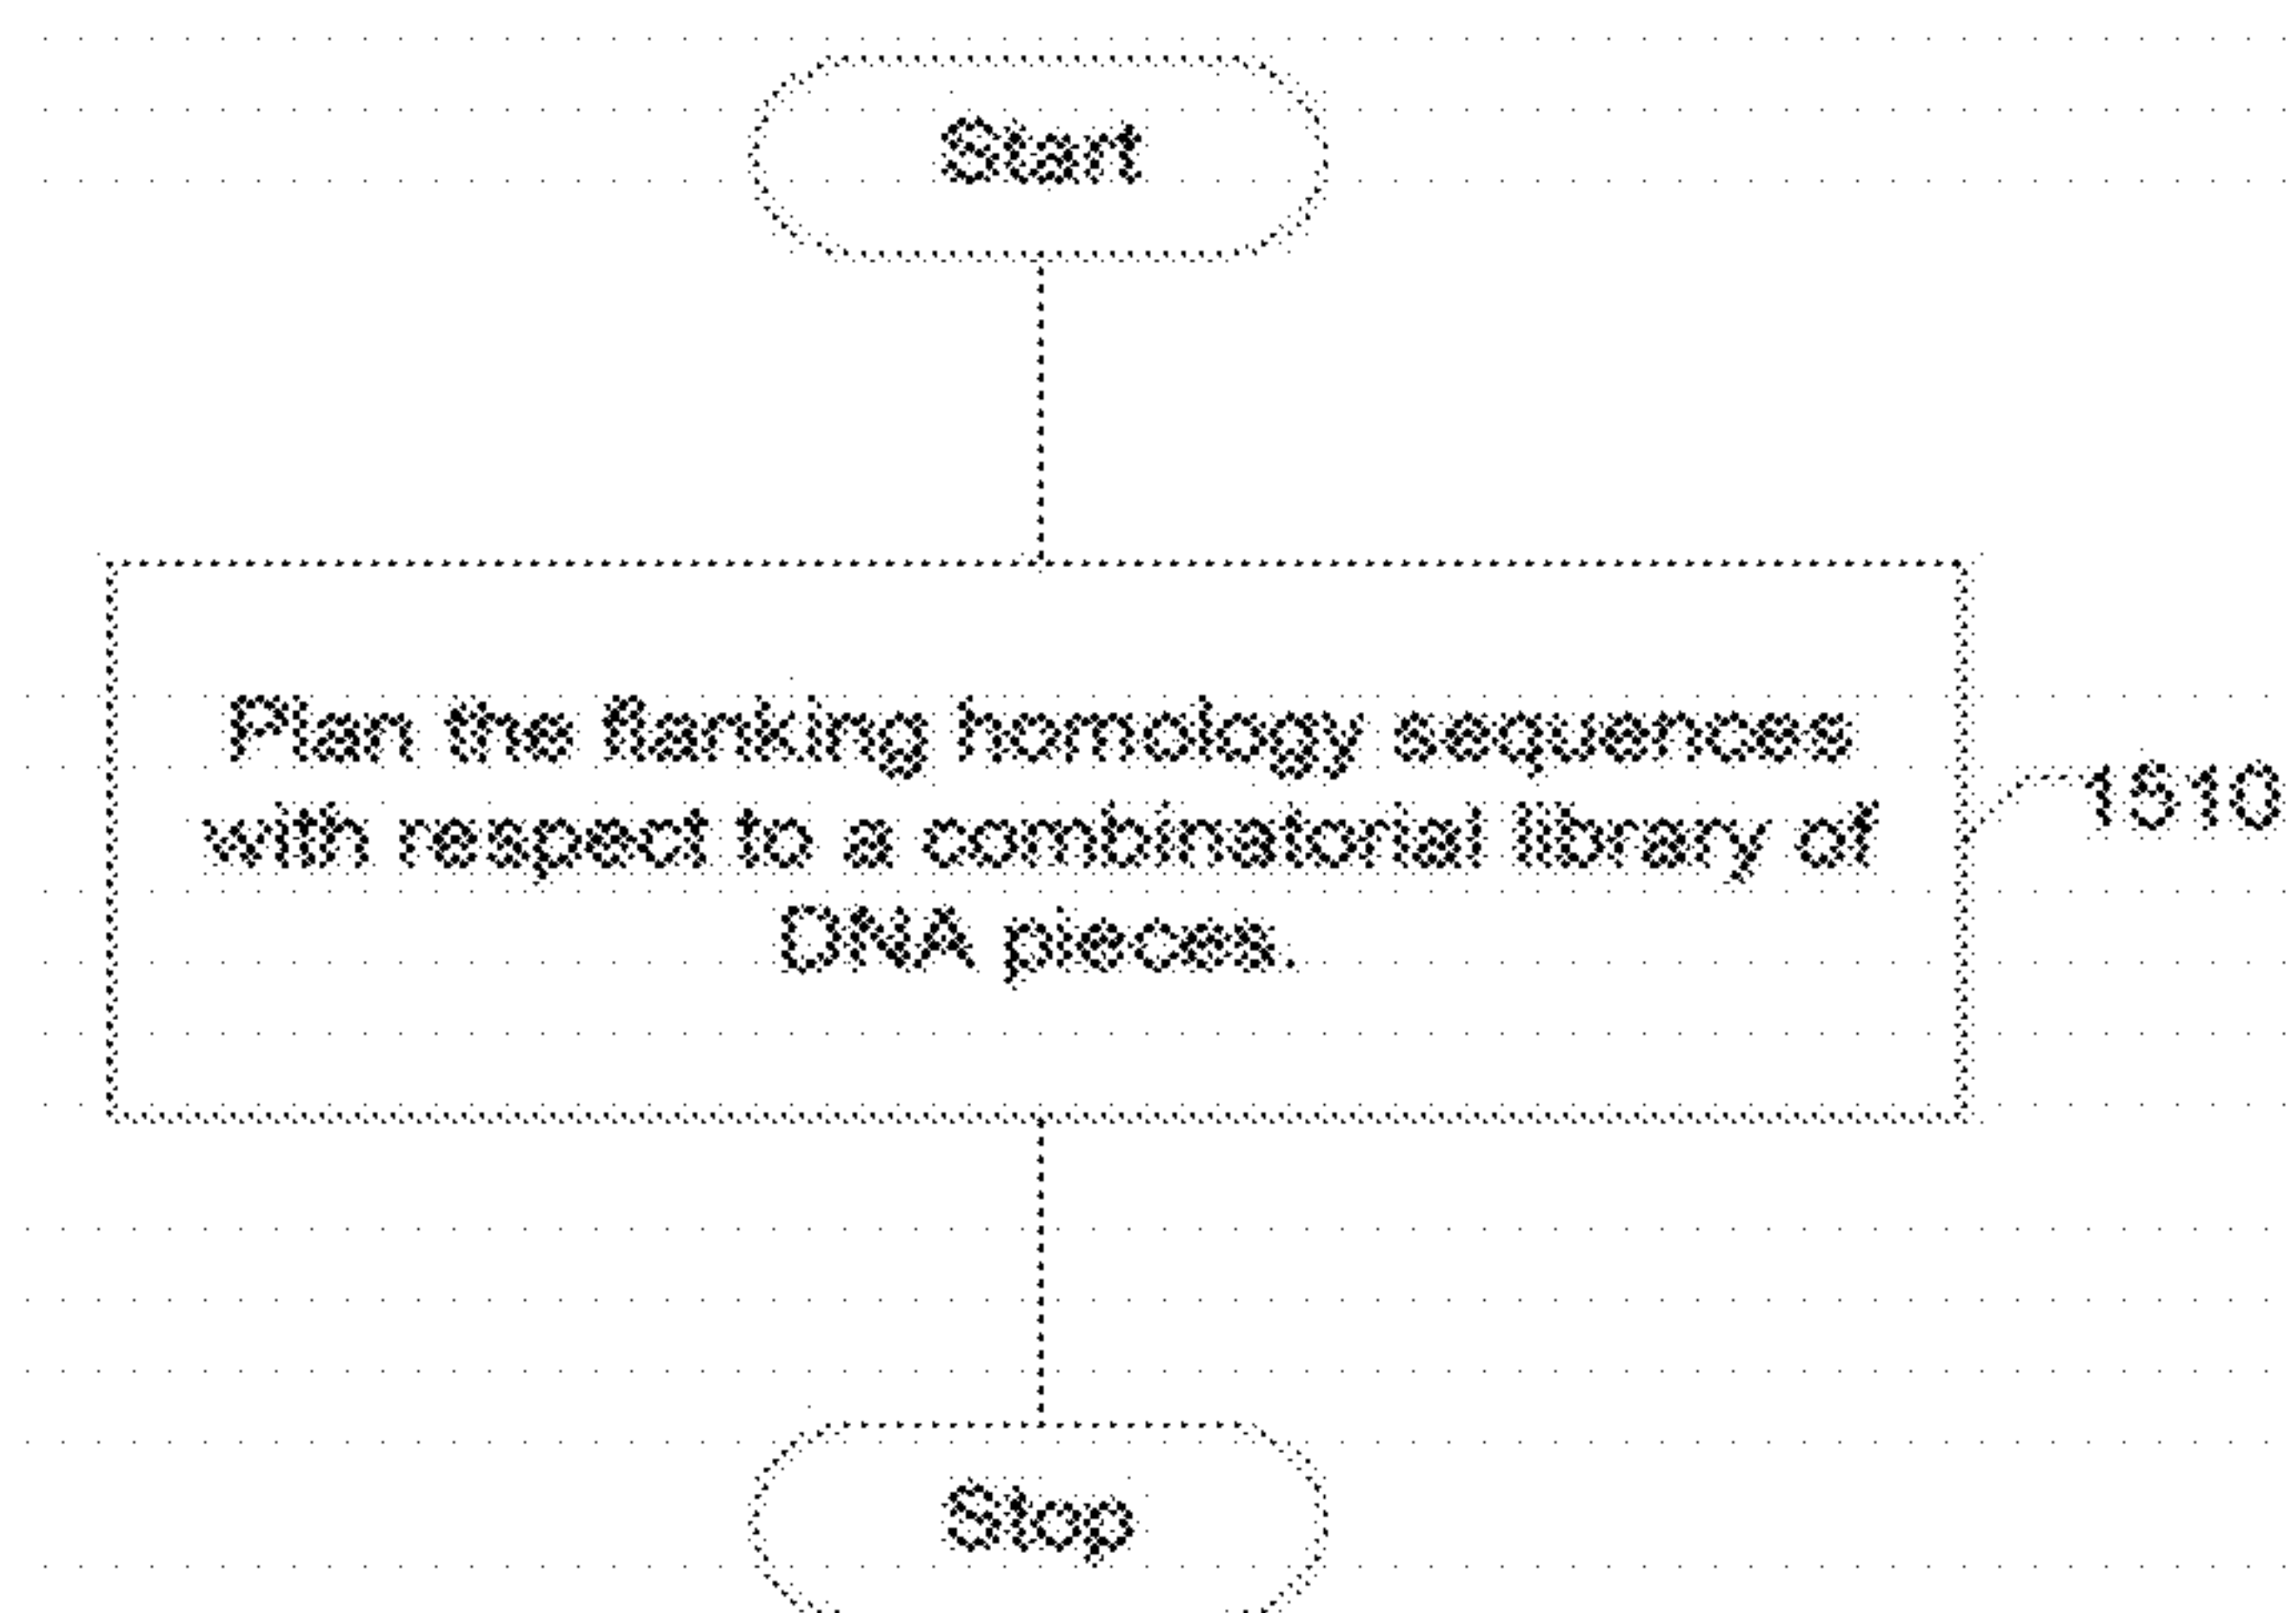 Start
Plan the flanking homology sequences
with respect to a combinatorial library of
DNA pieces.
1510
Stop